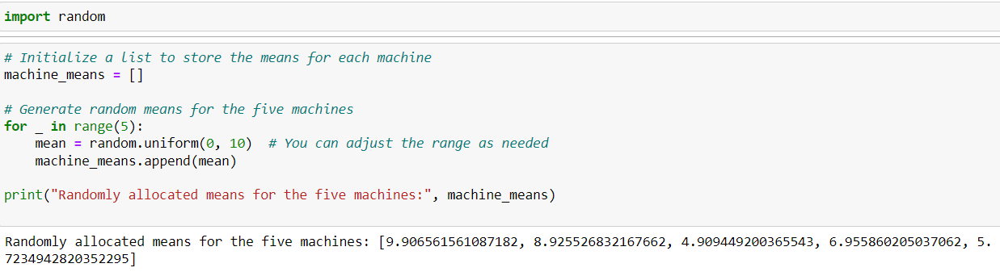 import random
# Initialize a list to store the means for each machine
machine_means = []
# Generate random means for the five machines
for _ in range(5):
    mean = random.uniform(0, 10)  # You can adjust the range as needed
    machine_means.append(mean)
print("Randomly allocated means for the five machines:", machine_means)
Randomly allocated means for the five machines: [9.906561561087182, 8.925526832167662, 4.909449200365543, 6.955860205037062, 5.
7234942820352295]